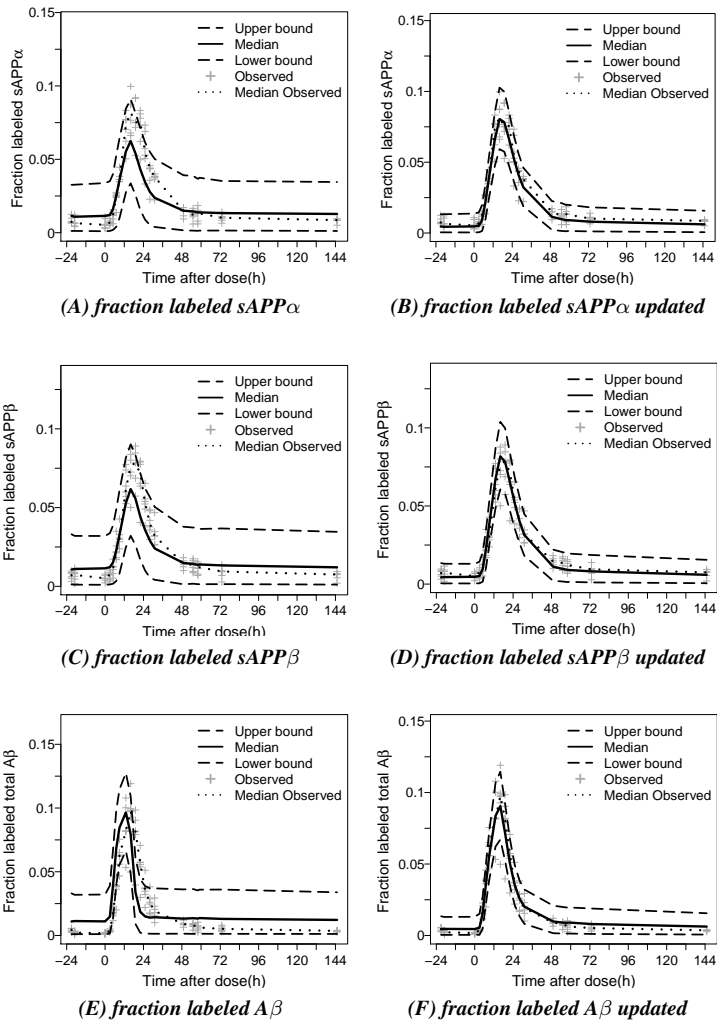 Fraction labeled sAPPα
0.15
0.1
0.05
0
Upper bound
Median
Lower bound
Observed
Median Observed
−24 0 24 48 72 96 120 144
Time after dose(h)
(A) fraction labeled sAPPα
Fraction labeled sAPPα
0.15
0.1
0.05
0
Upper bound
Median
Lower bound
Observed
Median Observed
−24 0 24 48 72 96 120 144
Time after dose(h)
(B) fraction labeled sAPPα updated
Fraction labeled sAPPβ
0.1
0.05
0
Upper bound
Median
Lower bound
Observed
Median Observed
−24 0 24 48 72 96 120 144
Time after dose(h)
(C) fraction labeled sAPPβ
Fraction labeled sAPPβ
0.1
0.05
0
Upper bound
Median
Lower bound
Observed
Median Observed
−24 0 24 48 72 96 120 144
Time after dose(h)
(D) fraction labeled sAPPβ updated
Fraction labeled total Aβ
0.15
0.1
0.05
0
Upper bound
Median
Lower bound
Observed
Median Observed
−24 0 24 48 72 96 120 144
Time after dose(h)
(E) fraction labeled Aβ
Fraction labeled total Aβ
0.15
0.1
0.05
0
Upper bound
Median
Lower bound
Observed
Median Observed
−24 0 24 48 72 96 120 144
Time after dose(h)
(F) fraction labeled Aβ updated